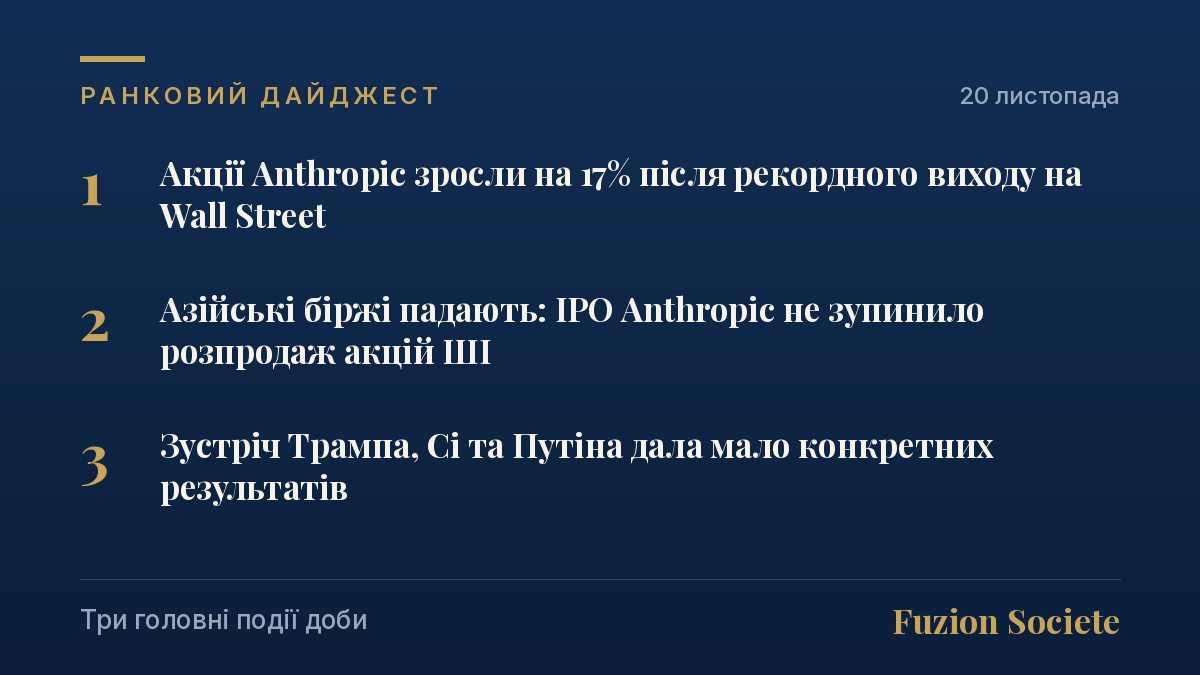 РАНКОВИЙ ДАЙДЖЕСТ
20 листопада
1
Акції Anthropic зросли на 17% після рекордного виходу на
Wall Street
2
Азійські біржі падають: IPO Anthropic не зупинило
розпродаж акцій ШІ
3
Зустріч Трампа, Сі та Путіна дала мало конкретних
результатів
Три головні події доби
Fuzion Societe